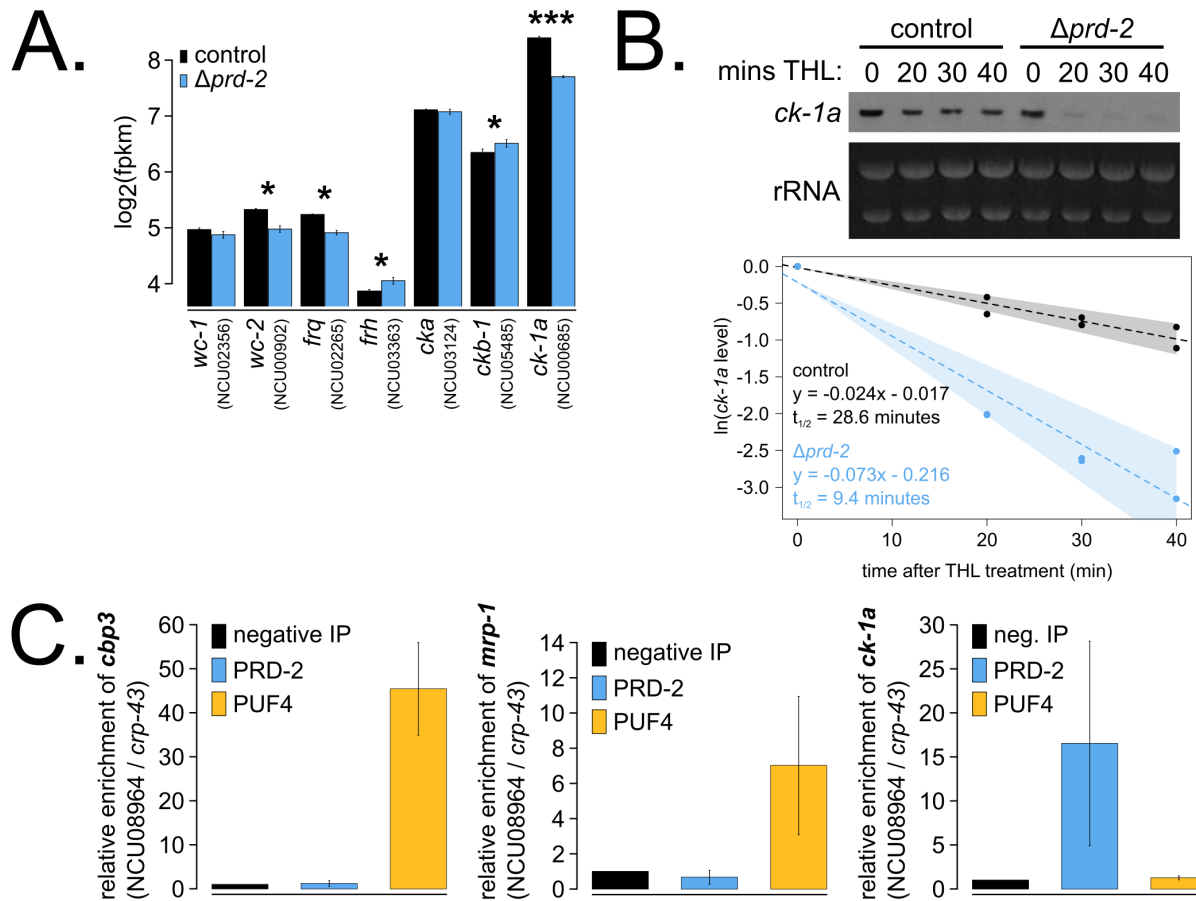 A.
control
Δprd-2
***
*
*
*
*
log2(fpkm)
8
7
6
5
4
wc-1 (NCU02356)
wc-2 (NCU00902)
frq (NCU02265)
frh (NCU03363)
cka (NCU03124)
ckb-1 (NCU05485)
ck-1a (NCU00685)
B.
control Δprd-2
mins THL: 0 20 30 40 0 20 30 40
ck-1a
rRNA
ln(ck-1a level)
0.0
-0.5
-1.0
-1.5
-2.0
-2.5
-3.0
control
y = -0.024x - 0.017
t1/2 = 28.6 minutes
Δprd-2
y = -0.073x - 0.216
t1/2 = 9.4 minutes
0 10 20 30 40
time after THL treatment (min)
C.
relative enrichment of cbp3
(NCU08964 / crp-43)
60
50
40
30
20
10
0
negative IP
PRD-2
PUF4
relative enrichment of mrp-1
(NCU08964 / crp-43)
14
12
10
8
6
4
2
0
negative IP
PRD-2
PUF4
relative enrichment of ck-1a
(NCU08964 / crp-43)
30
25
20
15
10
5
0
neg. IP
PRD-2
PUF4